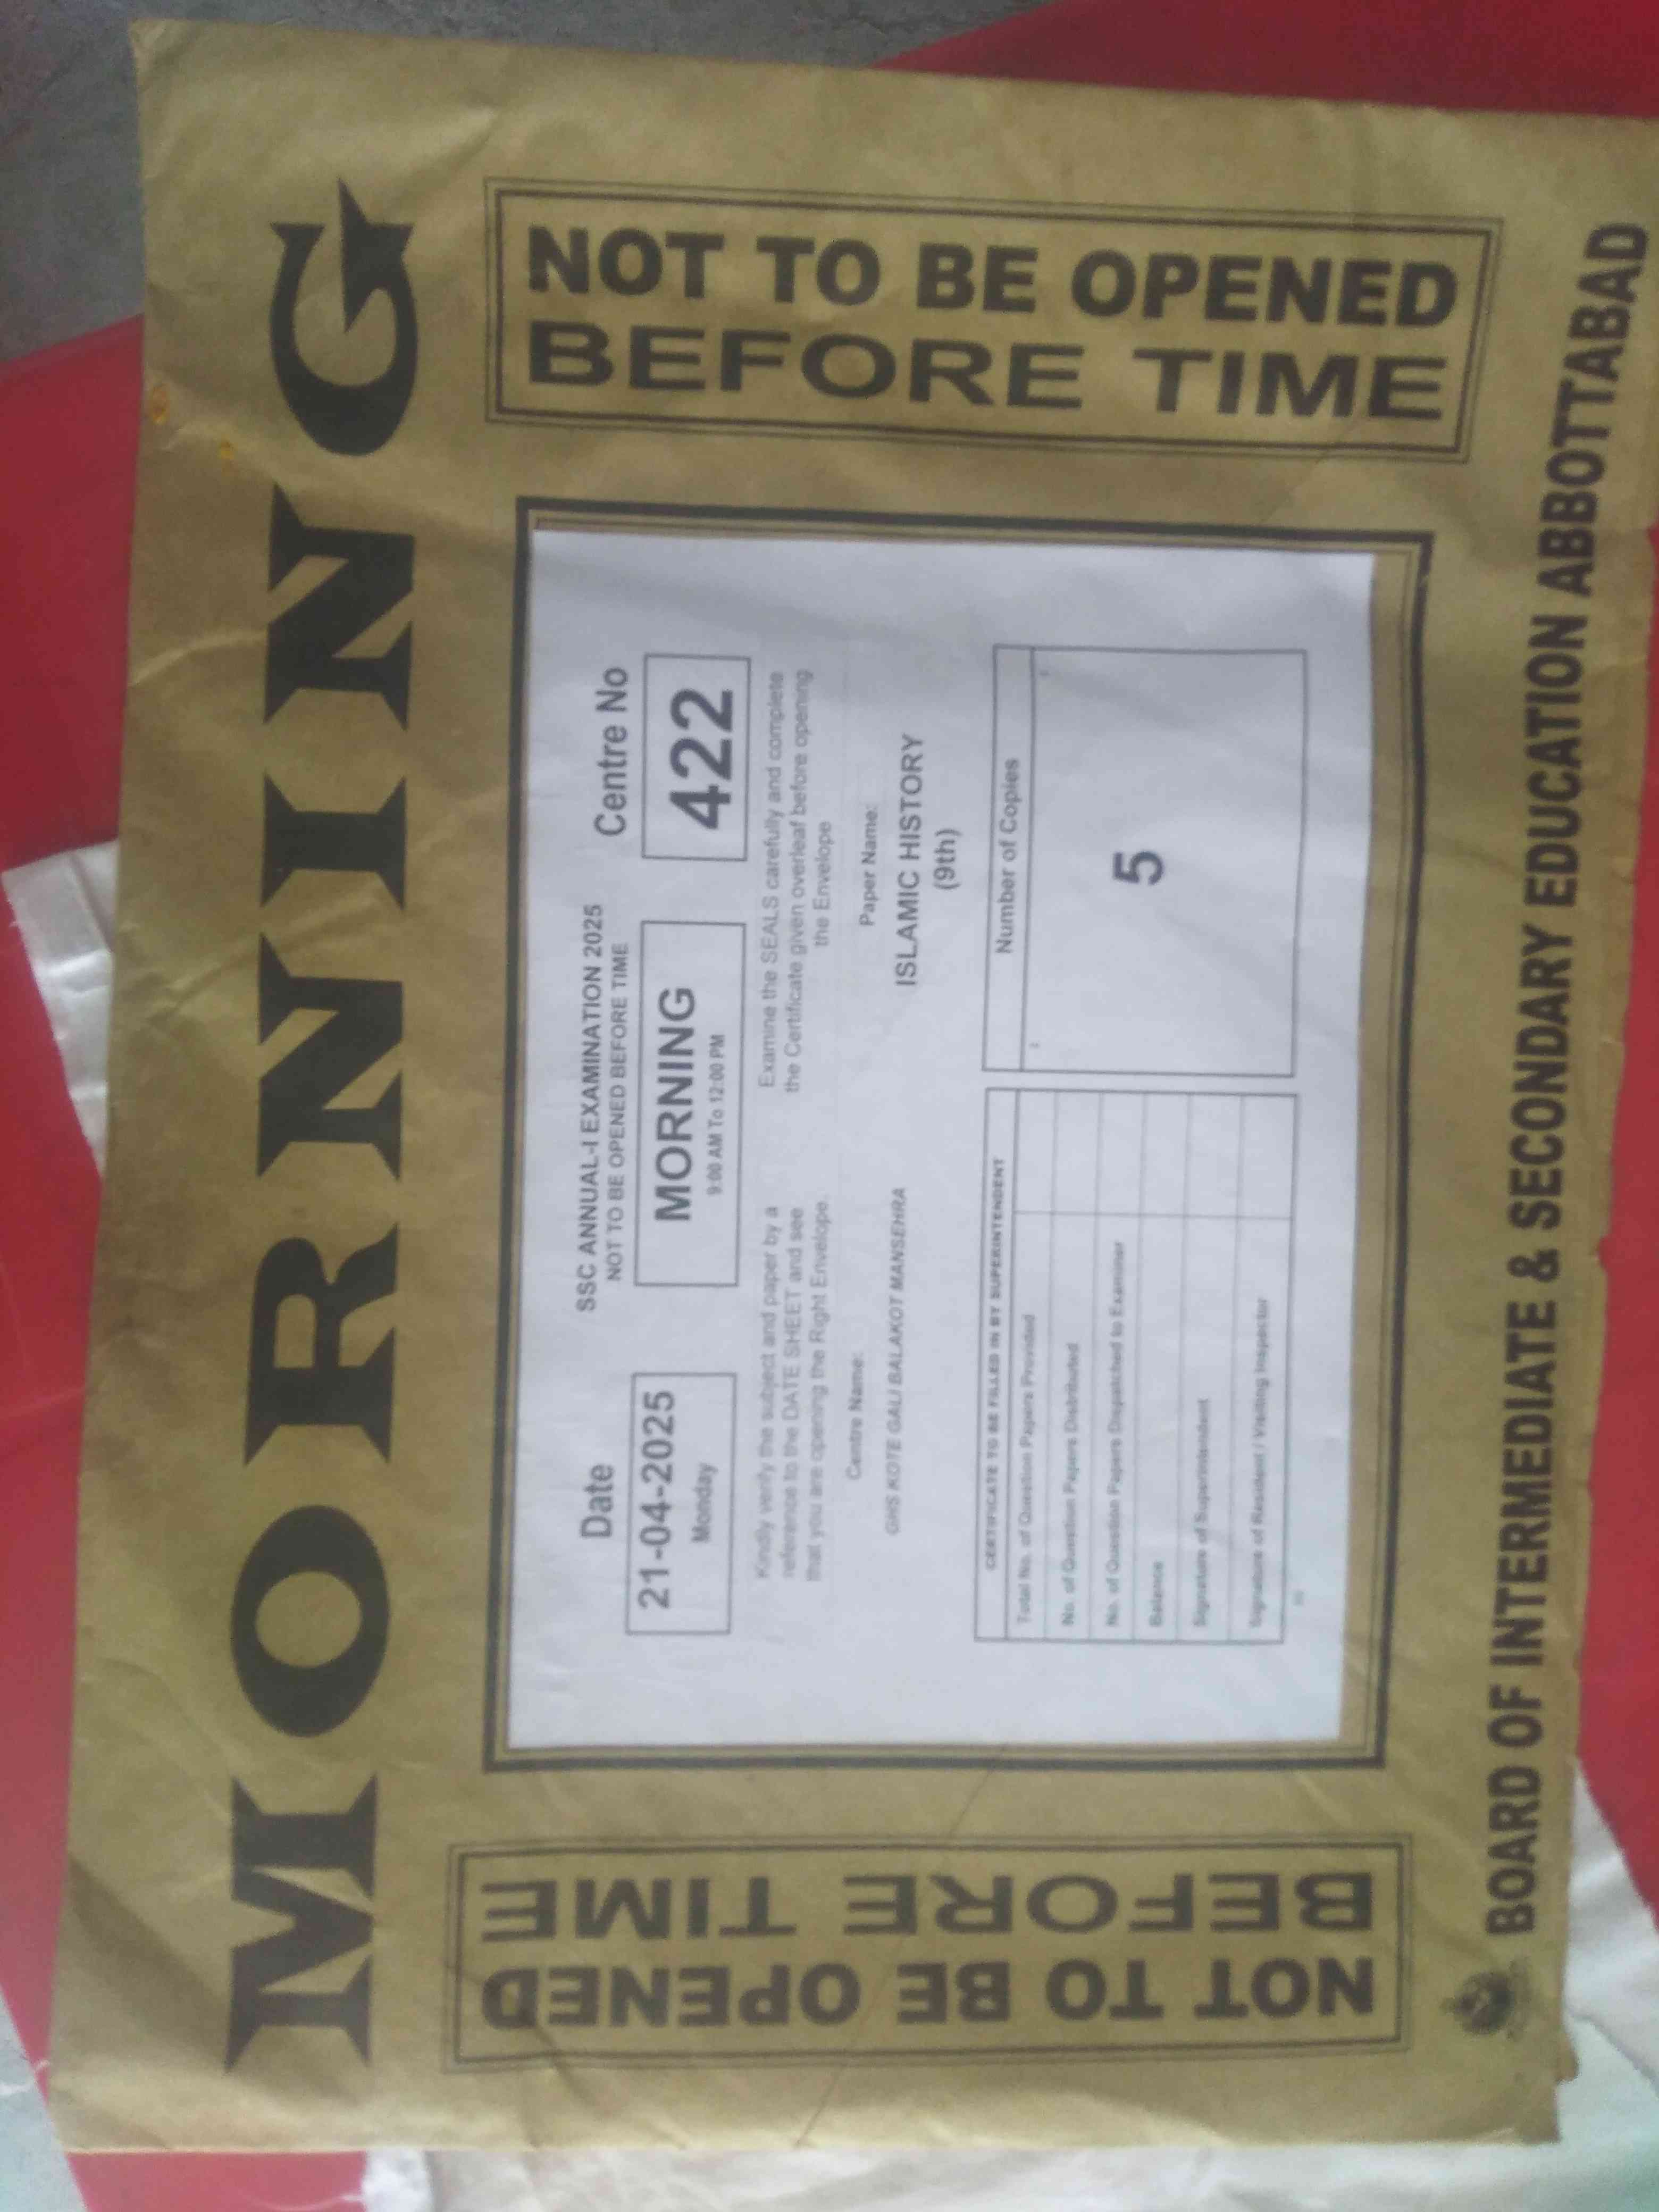 MORNING
NOT TO BE OPENED
BEFORE TIME
Date
21-04-2025
Monday
SSC ANNUAL-I EXAMINATION 2025
NOT TO BE OPENED BEFORE TIME
MORNING
9:00 AM To 12:00 PM
Centre No
422
Kindly verify the subject and paper by a
reference to the DATE SHEET and see
that you are opening the Right Envelope.
Examine the SEALS carefully and complete
the Certificate given overleaf before opening
the Envelope
Centre Name:
GHS KOTE GALI BALAKOT MANSEHRA
Paper Name:
ISLAMIC HISTORY
(9th)
CERTIFICATE TO BE FILLED IN BY SUPERINTENDENT
Total No. of Question Papers Provided
No. of Question Papers Distributed
No. of Question Papers Dispatched to Examiner
Balance
Signature of Superintendent
Signature of Resident / Visiting Inspector
Number of Copies
5
NOT TO BE OPENED
BEFORE TIME
BOARD OF INTERMEDIATE & SECONDARY EDUCATION ABBOTTABAD